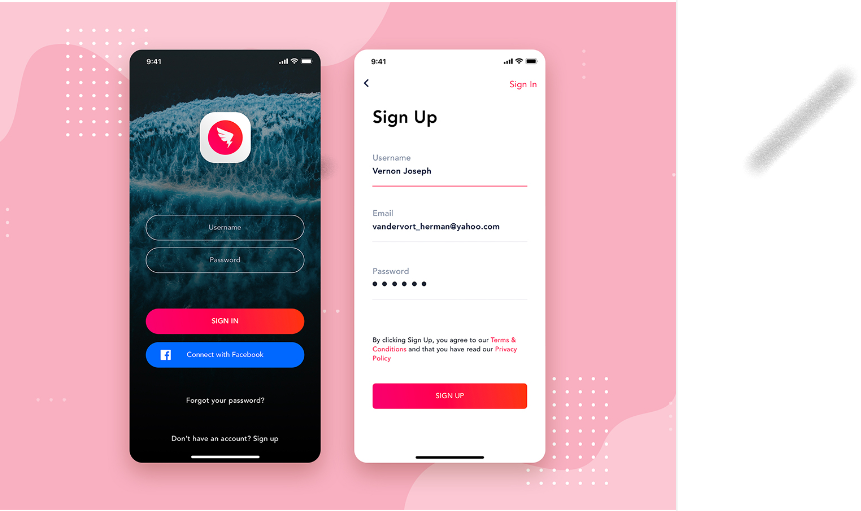 9:41
Username
Password
SIGN IN
Connect with Facebook
Forgot your password?
Don't have an account? Sign up
9:41
Sign In
Sign Up
Username
Vernon Joseph
Email
vandervort_herman@yahoo.com
Password
By clicking Sign Up, you agree to our Terms &
Conditions and that you have read our Privacy
Policy
SIGN UP